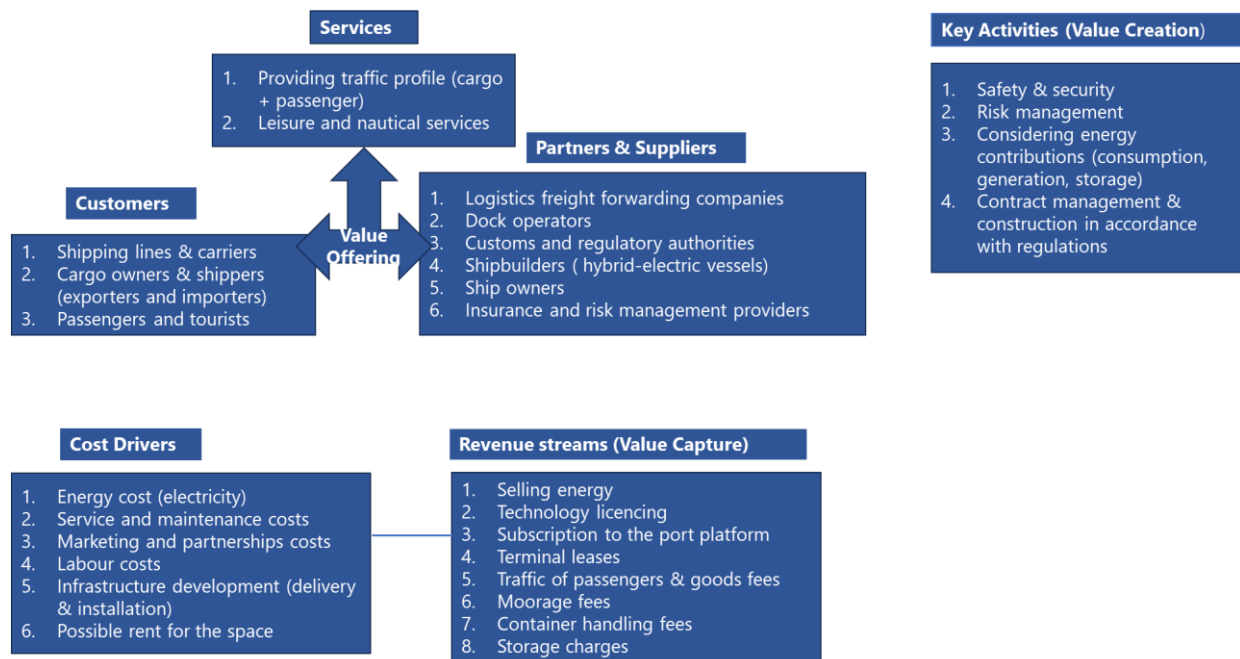 Services
1. Providing traffic profile (cargo
+ passenger)
2. Leisure and nautical services
Key Activities (Value Creation)
1. Safety & security
2. Risk management
3. Considering energy
contributions (consumption,
generation, storage)
4. Contract management &
construction in accordance
with regulations
Customers
1. Shipping lines & carriers
2. Cargo owners & shippers
(exporters and importers)
3. Passengers and tourists
Value
Offering
Partners & Suppliers
1. Logistics freight forwarding companies
2. Dock operators
3. Customs and regulatory authorities
4. Shipbuilders ( hybrid-electric vessels)
5. Ship owners
6. Insurance and risk management providers
Cost Drivers
1. Energy cost (electricity)
2. Service and maintenance costs
3. Marketing and partnerships costs
4. Labour costs
5. Infrastructure development (delivery
& installation)
6. Possible rent for the space
Revenue streams (Value Capture)
1. Selling energy
2. Technology licencing
3. Subscription to the port platform
4. Terminal leases
5. Traffic of passengers & goods fees
6. Moorage fees
7. Container handling fees
8. Storage charges